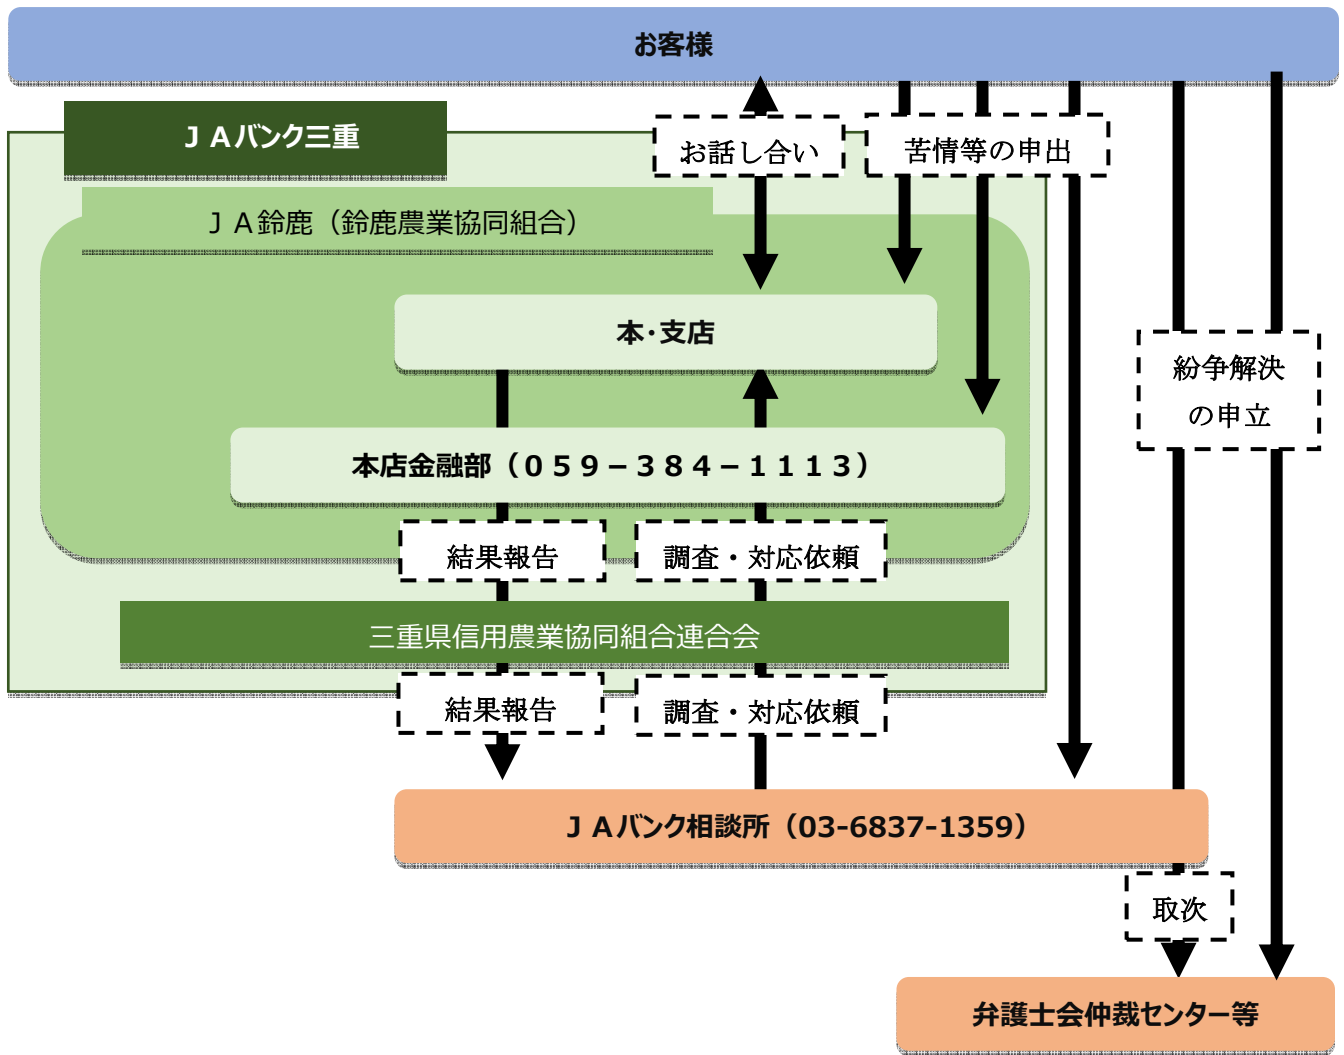 お客様
ＪＡバンク三重
お話し合い
苦情等の申出
ＪＡ鈴鹿（鈴鹿農業協同組合）
本・支店
紛争解決
の申立
本店金融部（０５９－３８４－１１１３）
結果報告
調査・対応依頼
三重県信用農業協同組合連合会
結果報告
調査・対応依頼
ＪＡバンク相談所（03-6837-1359）
取次
弁護士会仲裁センター等